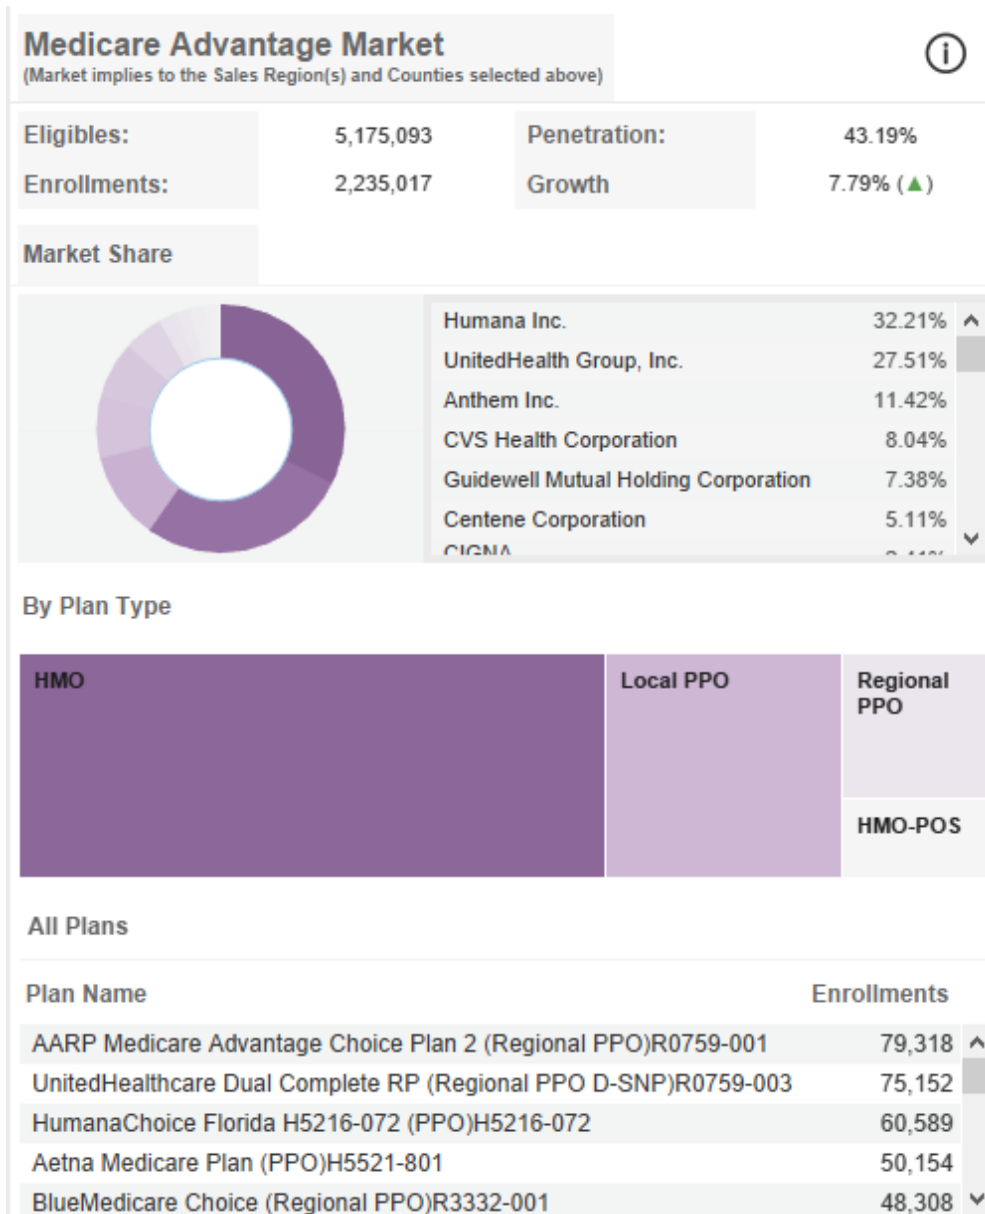 Medicare Advantage Market
(Market implies to the Sales Region(s) and Counties selected above)
Eligibles: 5,175,093 Penetration: 43.19%
Enrollments: 2,235,017 Growth 7.79% (▲)
Market Share
Humana Inc. 32.21%
UnitedHealth Group, Inc. 27.51%
Anthem Inc. 11.42%
CVS Health Corporation 8.04%
Guidewell Mutual Holding Corporation 7.38%
Centene Corporation 5.11%
CIGNA
By Plan Type
HMO
Local PPO
Regional
PPO
HMO-POS
All Plans
Plan Name Enrollments
AARP Medicare Advantage Choice Plan 2 (Regional PPO)R0759-001 79,318
UnitedHealthcare Dual Complete RP (Regional PPO D-SNP)R0759-003 75,152
HumanaChoice Florida H5216-072 (PPO)H5216-072 60,589
Aetna Medicare Plan (PPO)H5521-801 50,154
BlueMedicare Choice (Regional PPO)R3332-001 48,308